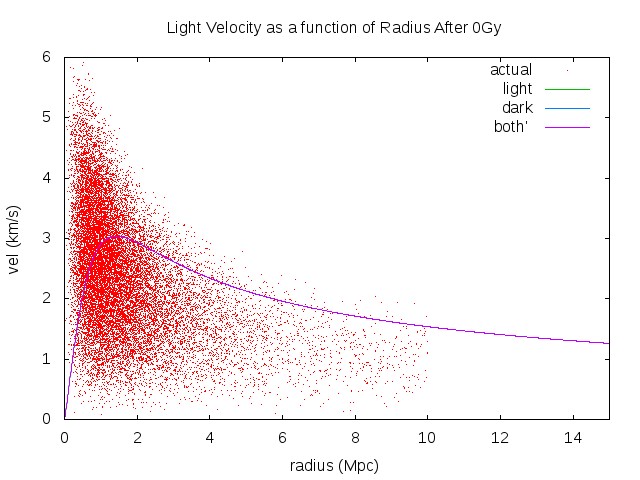 Light Velocity as a function of Radius After 0Gy
actual
light
dark
both'
vel (km/s)
6
5
4
3
2
1
0
0 2 4 6 8 10 12 14
radius (Mpc)